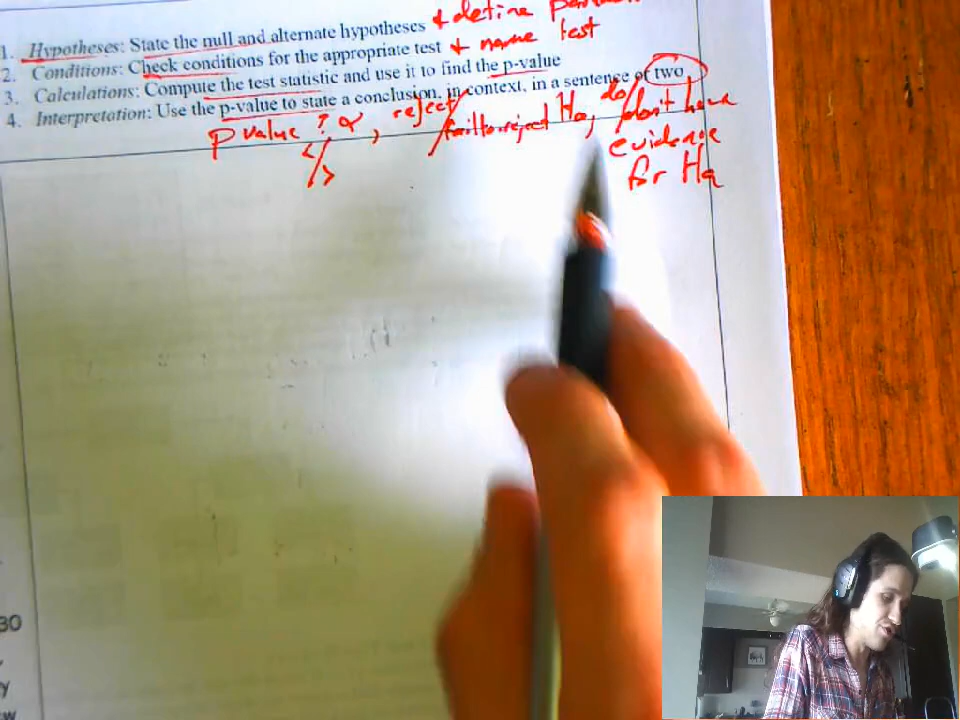 1. Hypotheses: State the null and alternate hypotheses + define
2. Conditions: Check conditions for the appropriate test + name test
3. Calculations: Compute the test statistic and use it to find the p-value
4. Interpretation: Use the p-value to state a conclusion, in context, in a sentence or two
p value ? α, reject / fail to reject Ho, do/don't have
</>
evidence
for Ha
30
y